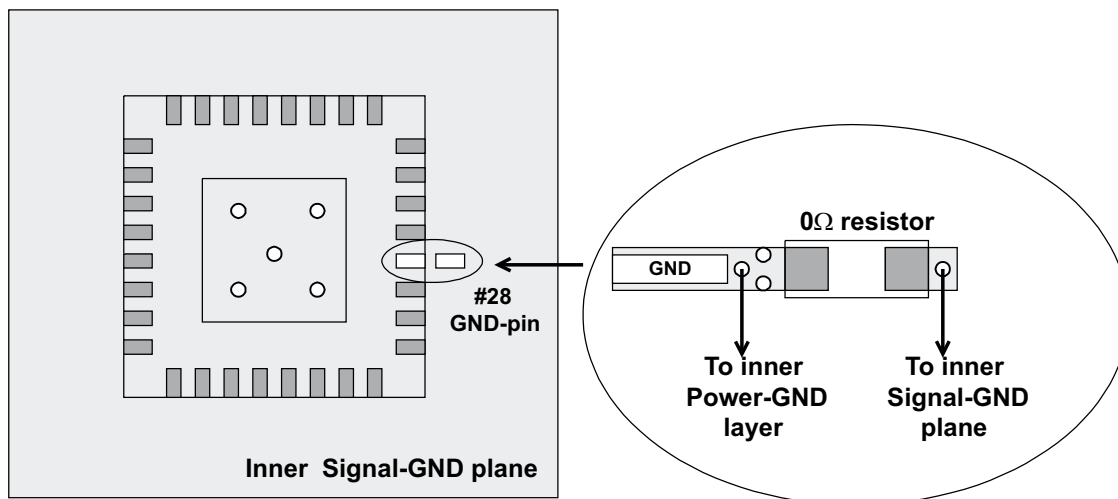 #28
GND-pin
Inner Signal-GND plane
0Ω resistor
GND
To inner
Power-GND
layer
To inner
Signal-GND
plane